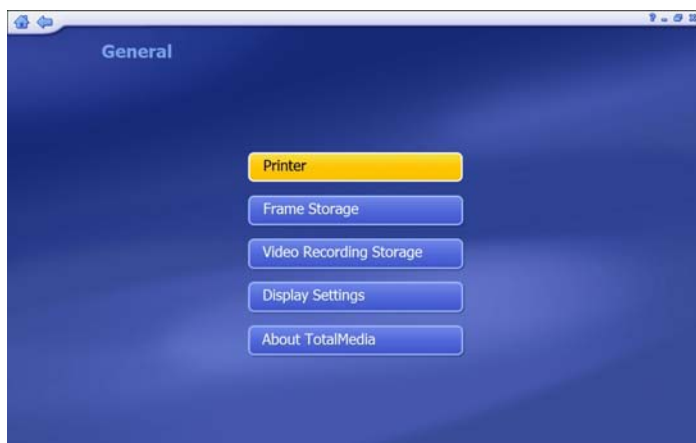 General
Printer
Frame Storage
Video Recording Storage
Display Settings
About TotalMedia